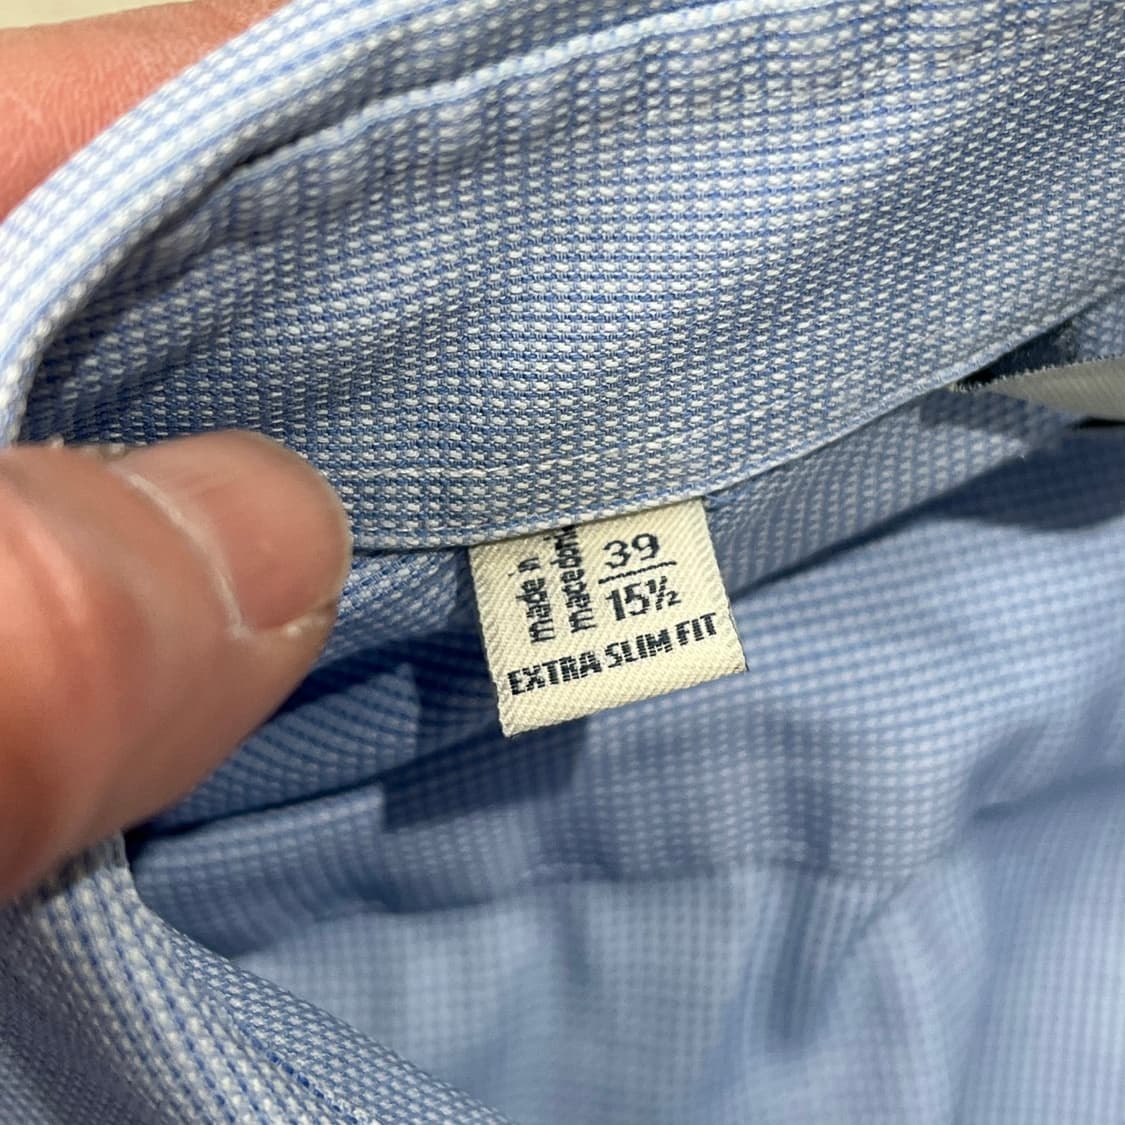 made in
macedonia
39
15½
EXTRA SLIM FIT